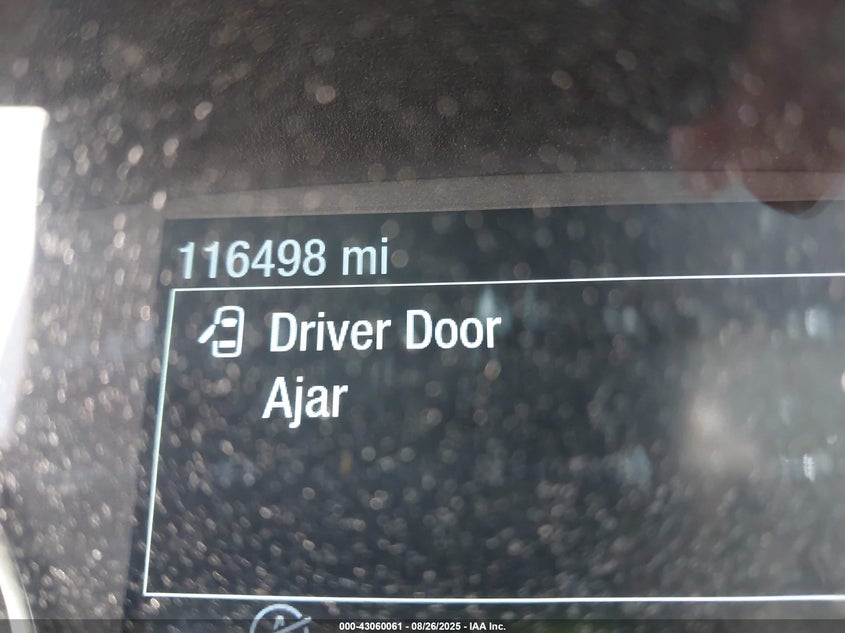 116498 mi
Driver Door
Ajar
000-43060061 - 08/26/2025 - IAA Inc.